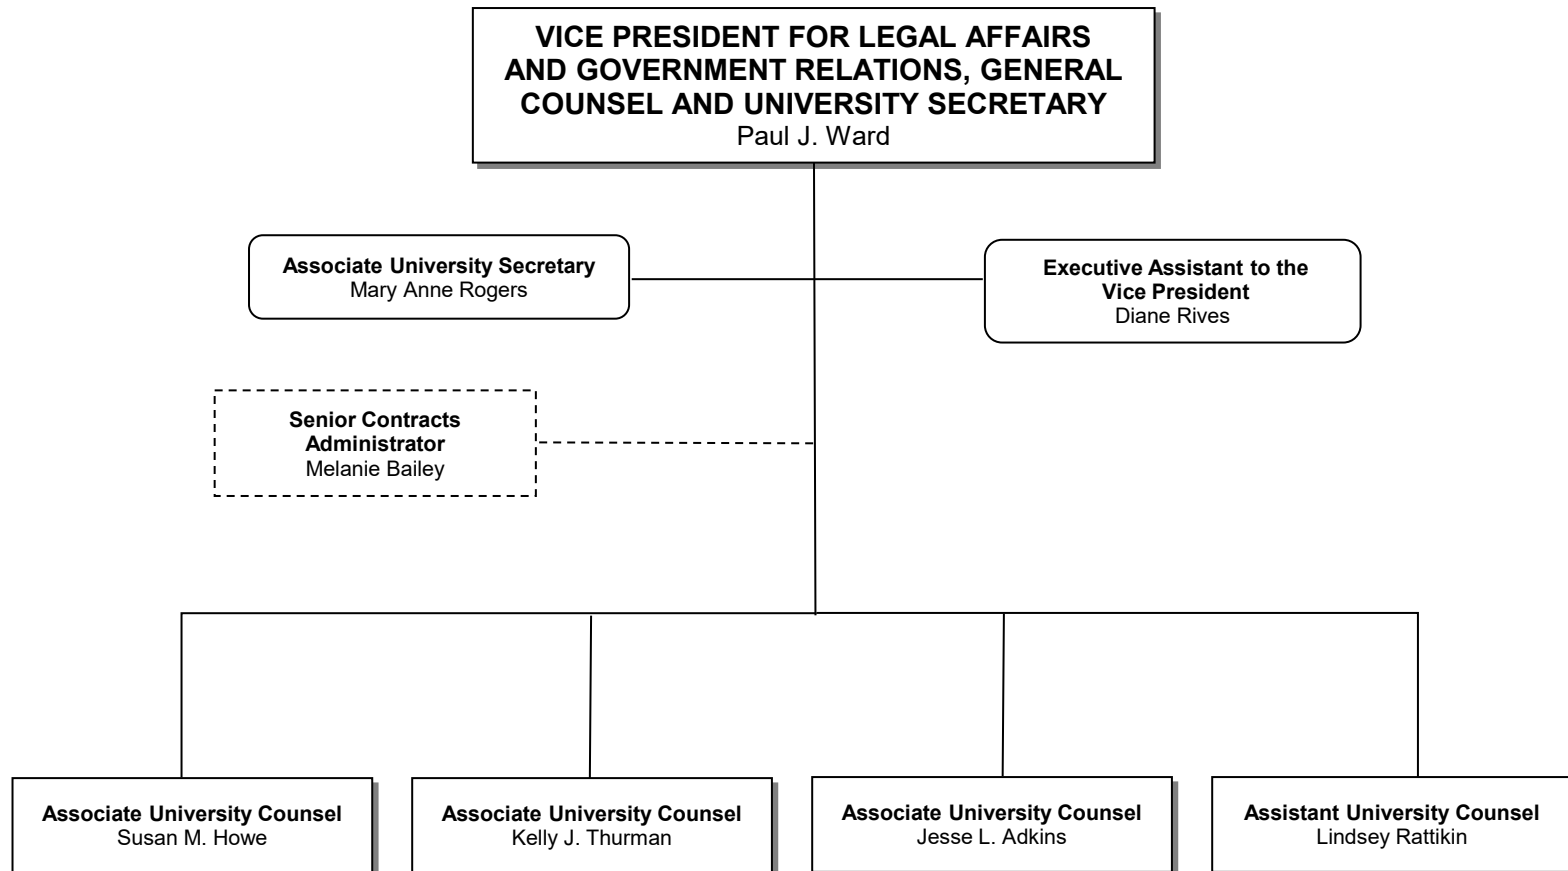 VICE PRESIDENT FOR LEGAL AFFAIRS
AND GOVERNMENT RELATIONS, GENERAL
COUNSEL AND UNIVERSITY SECRETARY
Paul J. Ward
Associate University Secretary
Mary Anne Rogers
Executive Assistant to the
Vice President
Diane Rives
Senior Contracts
Administrator
Melanie Bailey
Associate University Counsel
Susan M. Howe
Associate University Counsel
Kelly J. Thurman
Associate University Counsel
Jesse L. Adkins
Assistant University Counsel
Lindsey Rattikin